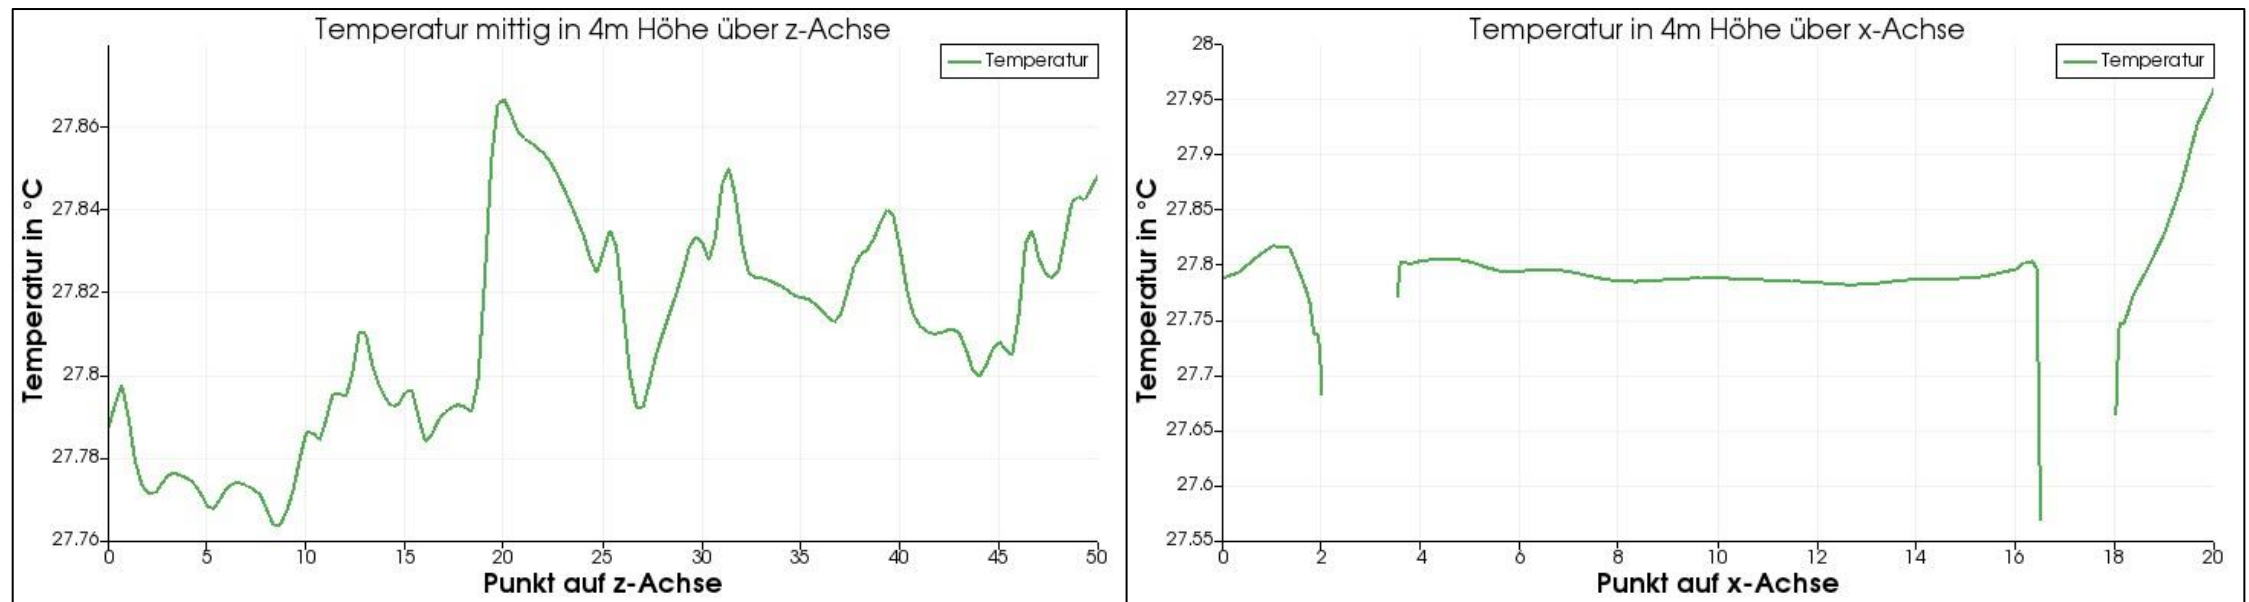 Temperatur mittig in 4m Höhe über z-Achse
Temperatur
Temperatur in °C
27.86
27.84
27.82
27.8
27.78
27.76
0 5 10 15 20 25 30 35 40 45 50
Punkt auf z-Achse
Temperatur in 4m Höhe über x-Achse
Temperatur
Temperatur in °C
28
27.95
27.9
27.85
27.8
27.75
27.7
27.65
27.6
27.55
0 2 4 6 8 10 12 14 16 18 20
Punkt auf x-Achse